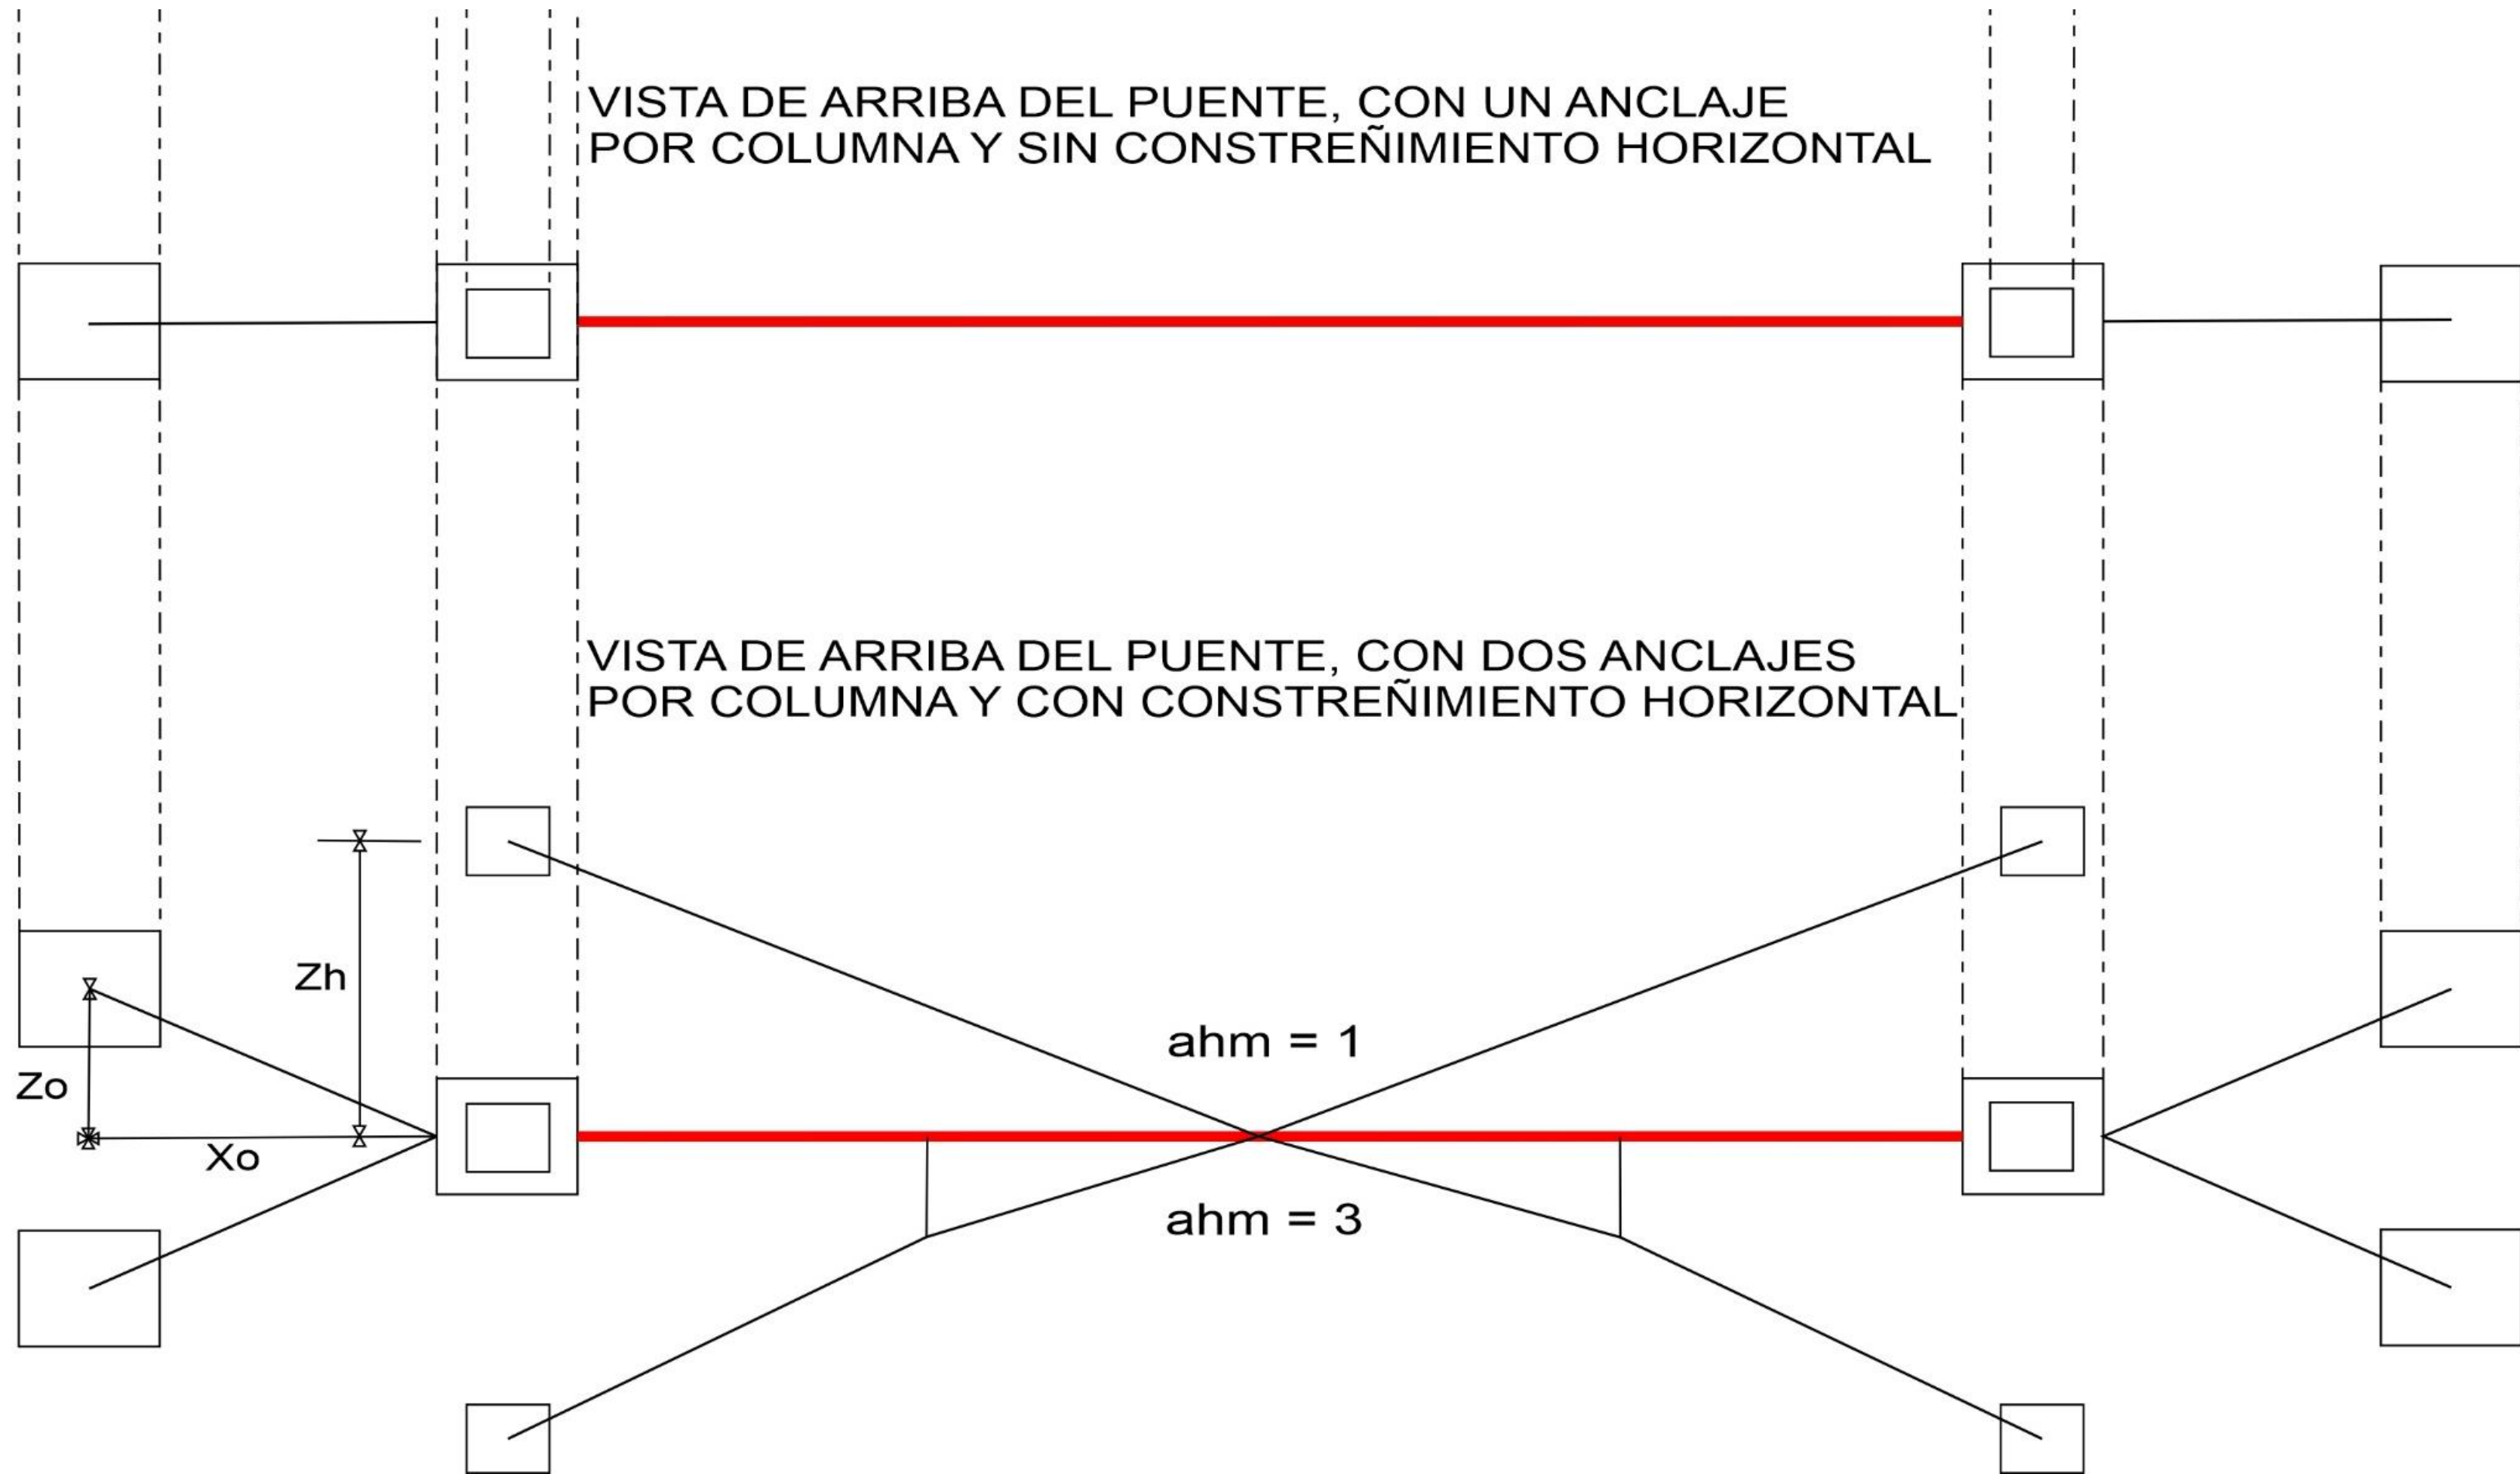 VISTA DE ARRIBA DEL PUENTE, CON UN ANCLAJE
POR COLUMNA Y SIN CONSTREÑIMIENTO HORIZONTAL
VISTA DE ARRIBA DEL PUENTE, CON DOS ANCLAJES
POR COLUMNA Y CON CONSTREÑIMIENTO HORIZONTAL
Zh
ahm = 1
Zo
Xo
ahm = 3